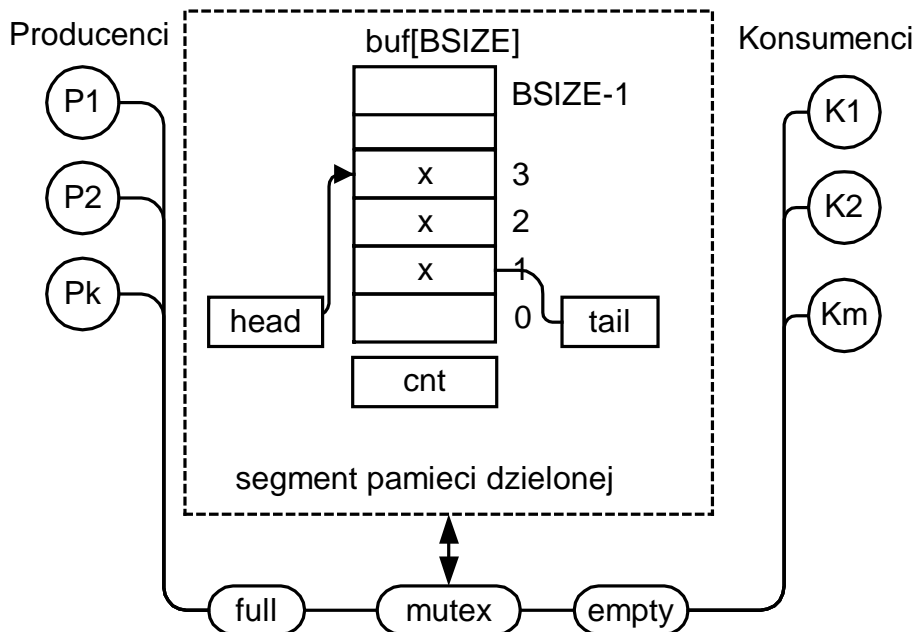 Producenci
buf[BSIZE]
Konsumenci
P1
BSIZE-1
K1
x 3
P2
x 2
K2
x 1
Pk
head
0
tail
Km
cnt
segment pamieci dzielonej
full
mutex
empty